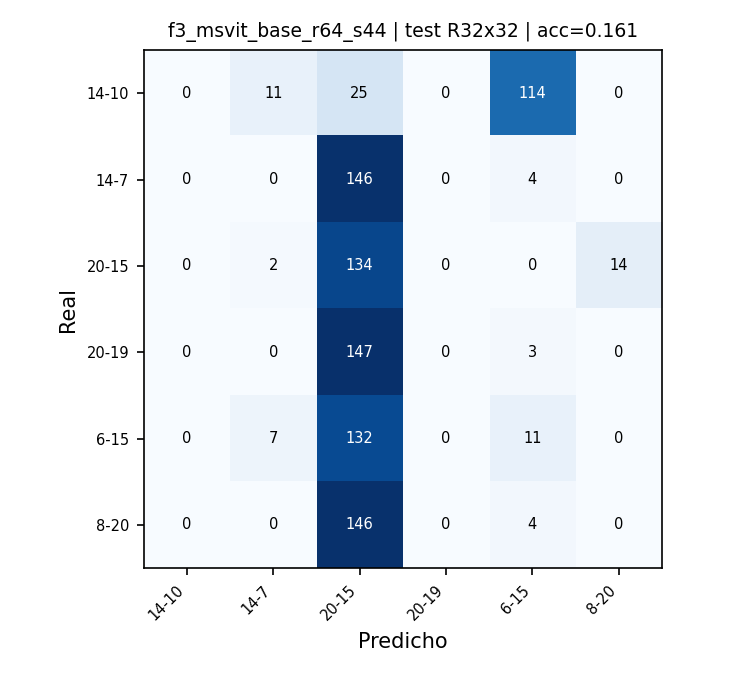 f3_msvit_base_r64_s44 | test R32x32 | acc=0.161
14-10 0 11 25 0 114 0
14-7 0 0 146 0 4 0
20-15 0 2 134 0 0 14
20-19 0 0 147 0 3 0
6-15 0 7 132 0 11 0
8-20 0 0 146 0 4 0
Real
14-10 14-7 20-15 20-19 6-15 8-20
Predicho